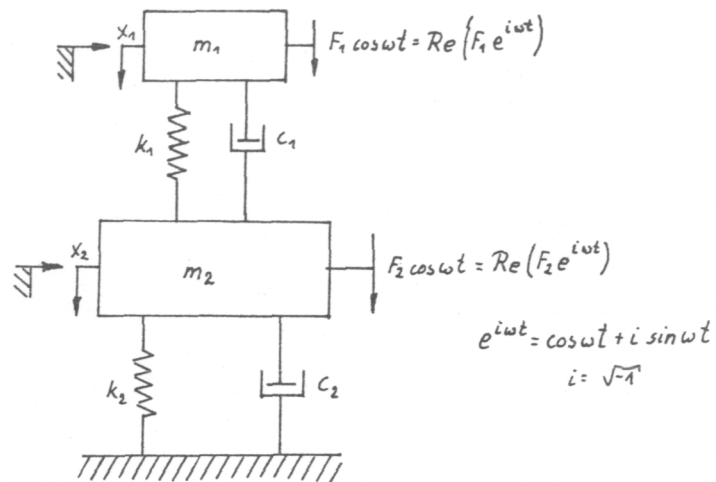 x₁
m₁
F₁ cosωt = Re{F₁ e^{iωt}}
k₁
c₁
x₂
m₂
F₂ cosωt = Re(F₂ e^{iωt})
e^{iωt} = cosωt + i sinωt
i = √-1
k₂
c₂